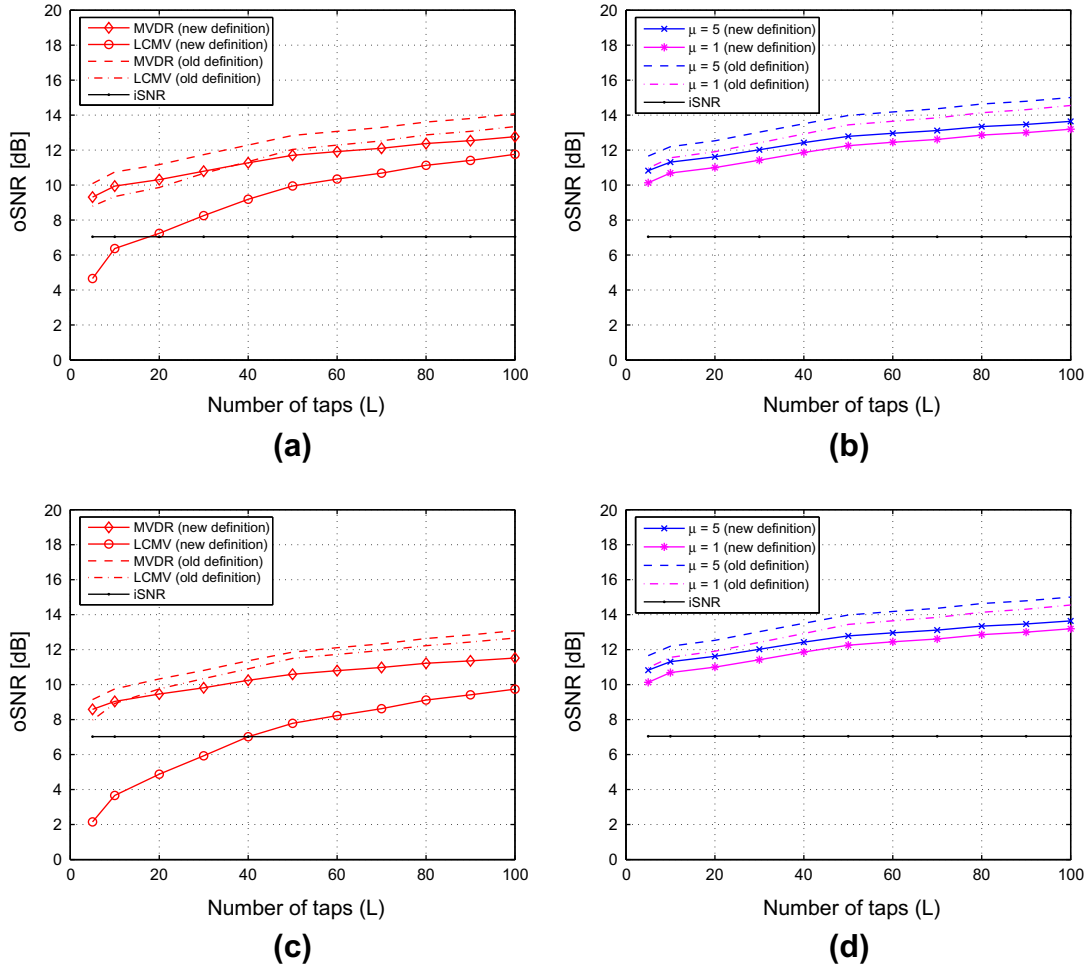 20
18
16
14
12
10
8
6
4
2
0
oSNR [dB]
MVDR (new definition)
LCMV (new definition)
MVDR (old definition)
LCMV (old definition)
iSNR
0 20 40 60 80 100
Number of taps (L)
(a)
20
18
16
14
12
10
8
6
4
2
0
oSNR [dB]
μ = 5 (new definition)
μ = 1 (new definition)
μ = 5 (old definition)
μ = 1 (old definition)
iSNR
0 20 40 60 80 100
Number of taps (L)
(b)
20
18
16
14
12
10
8
6
4
2
0
oSNR [dB]
MVDR (new definition)
LCMV (new definition)
MVDR (old definition)
LCMV (old definition)
iSNR
0 20 40 60 80 100
Number of taps (L)
(c)
20
18
16
14
12
10
8
6
4
2
0
oSNR [dB]
μ = 5 (new definition)
μ = 1 (new definition)
μ = 5 (old definition)
μ = 1 (old definition)
iSNR
0 20 40 60 80 100
Number of taps (L)
(d)